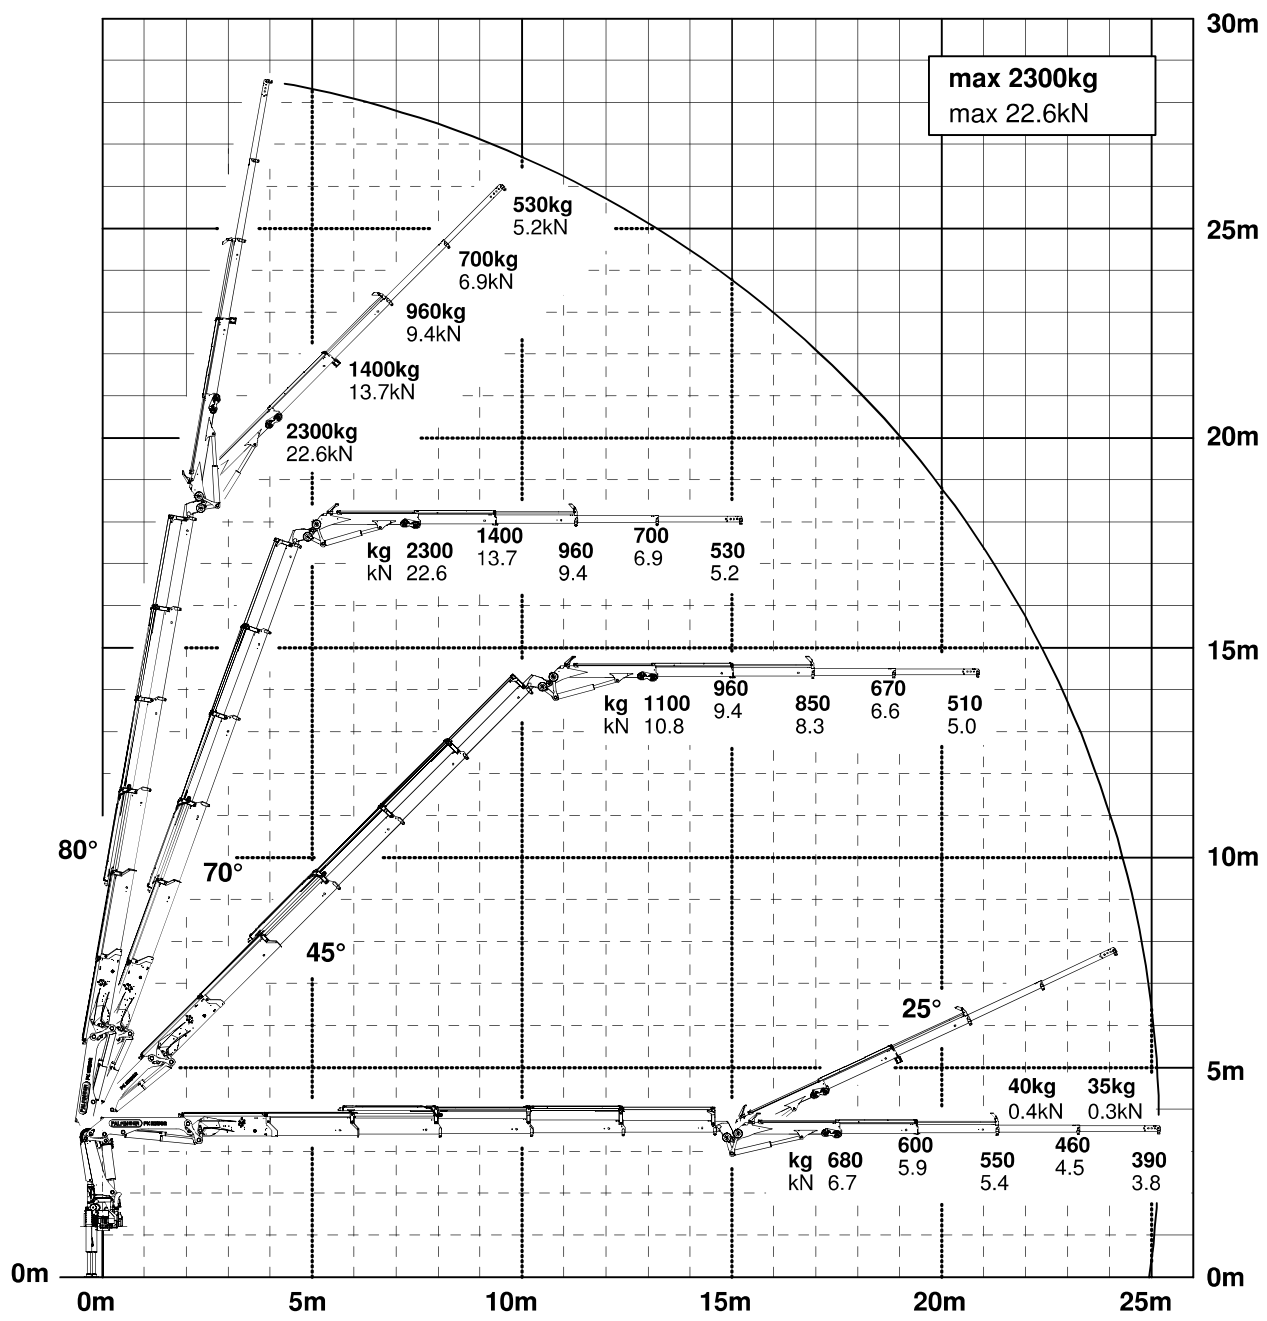 30m
max 2300kg
max 22.6kN
530kg
5.2kN
25m
700kg
6.9kN
960kg
9.4kN
1400kg
13.7kN
2300kg
22.6kN
20m
kg 2300 1400 960 700 530
kN 22.6 13.7 9.4 6.9 5.2
15m
kg 1100 960 850 670 510
kN 10.8 9.4 8.3 6.6 5.0
80°
70°
10m
45°
25°
5m
40kg 35kg
0.4kN 0.3kN
PALFINGER
kg 680 600 550 460 390
kN 6.7 5.9 5.4 4.5 3.8
0m 0m
0m 5m 10m 15m 20m 25m